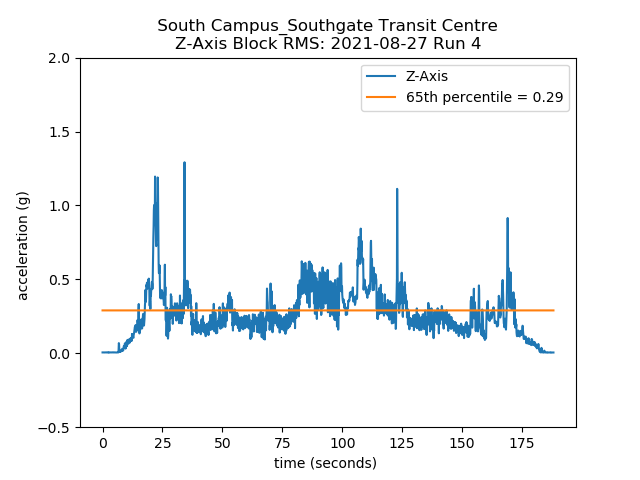 South Campus_Southgate Transit Centre
Z-Axis Block RMS: 2021-08-27 Run 4
Z-Axis
65th percentile = 0.29
2.0
1.5
1.0
0.5
0.0
−0.5
acceleration (g)
0 25 50 75 100 125 150 175
time (seconds)